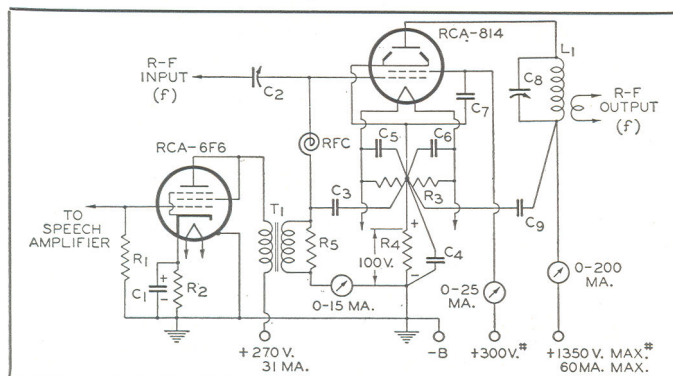 RCA-814
R-F
INPUT
(f)
C2
L1
C8
R-F
OUTPUT
(f)
C7
RCA-6F6
RFC
C5
C6
C3
R3
C9
T1
TO
SPEECH
AMPLIFIER
R1
C1
+
-
R2
R5
+
R4
100V.
-
C4
0-15 MA.
0-25
MA.
0-200
MA.
+270 V.
31 MA.
-B
+300V.#
+1350 V. MAX.#
60MA. MAX.